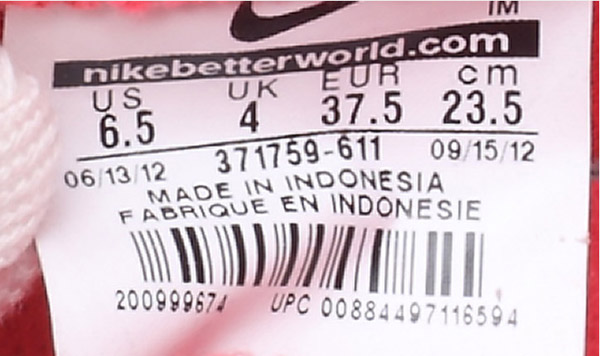 TM
nikebetterworld.com
US UK EUR cm
6.5 4 37.5 23.5
06/13/12 371759-611 09/15/12
MADE IN INDONESIA
FABRIQUE EN INDONESIE
200999674 UPC 00884497116594